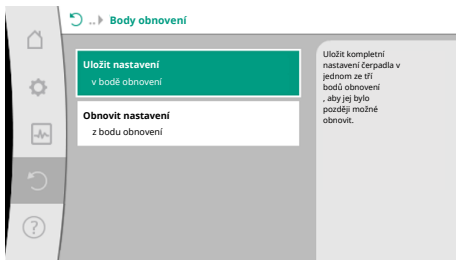 .. Body obnovení
Uložit nastavení
v bodě obnovení
Obnovit nastavení
z bodu obnovení
Uložit kompletní
nastavení čerpadla v
jednom ze tří
bodů obnovení
, aby jej bylo
později možné
obnovit.
?